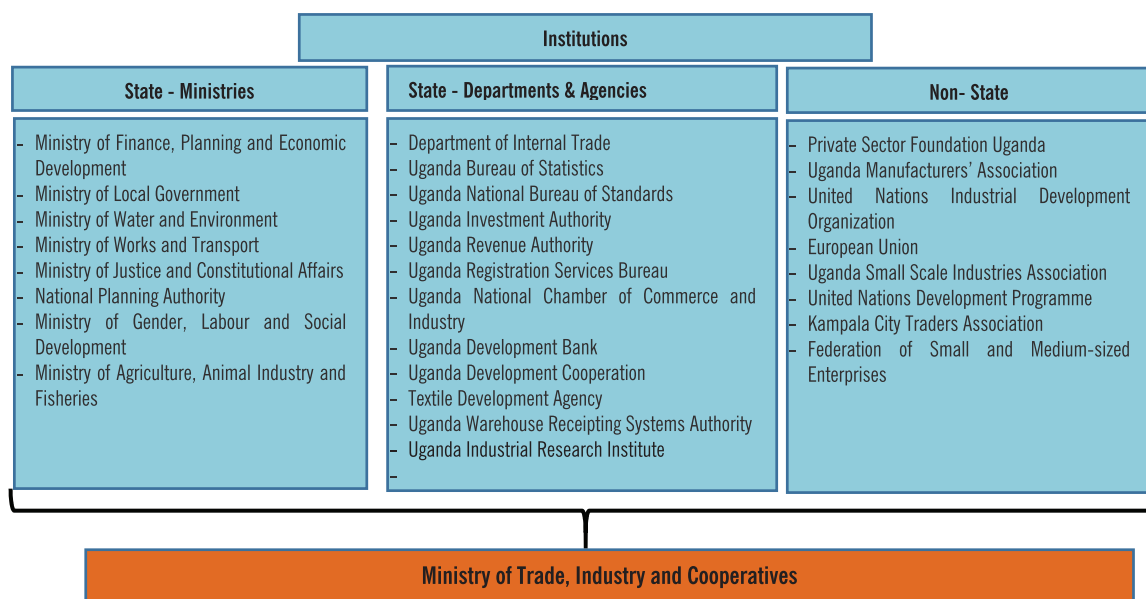 Institutions
State - Ministries
- Ministry of Finance, Planning and Economic
Development
- Ministry of Local Government
- Ministry of Water and Environment
- Ministry of Works and Transport
- Ministry of Justice and Constitutional Affairs
- National Planning Authority
- Ministry of Gender, Labour and Social
Development
- Ministry of Agriculture, Animal Industry and
Fisheries
State - Departments & Agencies
- Department of Internal Trade
- Uganda Bureau of Statistics
- Uganda National Bureau of Standards
- Uganda Investment Authority
- Uganda Revenue Authority
- Uganda Registration Services Bureau
- Uganda National Chamber of Commerce and
Industry
- Uganda Development Bank
- Uganda Development Cooperation
- Textile Development Agency
- Uganda Warehouse Receipting Systems Authority
- Uganda Industrial Research Institute
-
Non- State
- Private Sector Foundation Uganda
- Uganda Manufacturers’ Association
- United Nations Industrial Development
Organization
- European Union
- Uganda Small Scale Industries Association
- United Nations Development Programme
- Kampala City Traders Association
- Federation of Small and Medium-sized
Enterprises
Ministry of Trade, Industry and Cooperatives